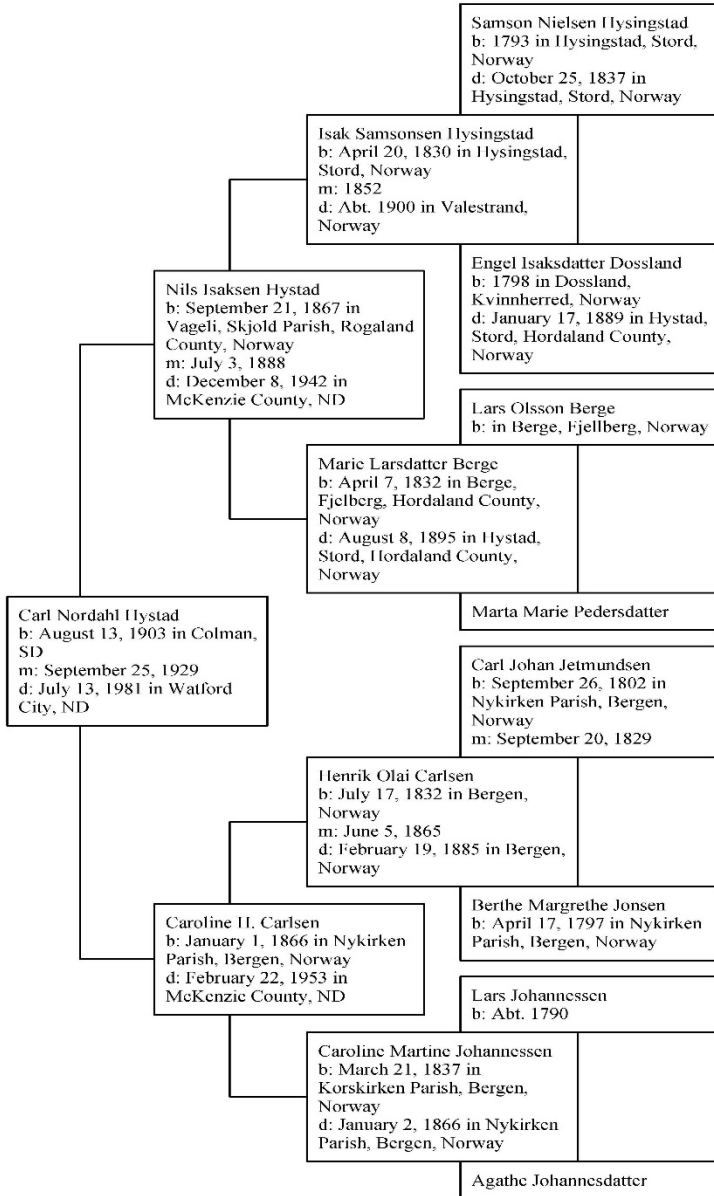 Samson Nielsen Hysingstad
b: 1793 in Hysingstad, Stord,
Norway
d: October 25, 1837 in
Hysingstad, Stord, Norway
Isak Samsonsen Hysingstad
b: April 20, 1830 in Hysingstad,
Stord, Norway
m: 1852
d: Abt. 1900 in Valestrand,
Norway
Engel Isaksdatter Dossland
b: 1798 in Dossland,
Kvinnherred, Norway
d: January 17, 1889 in Hystad,
Stord, Hordaland County,
Norway
Nils Isaksen Hystad
b: September 21, 1867 in
Vageli, Skjold Parish, Rogaland
County, Norway
m: July 3, 1888
d: December 8, 1942 in
McKenzie County, ND
Lars Olsson Berge
b: in Berge, Fjellberg, Norway
Marie Larsdatter Berge
b: April 7, 1832 in Berge,
Fjelberg, Hordaland County,
Norway
d: August 8, 1895 in Hystad,
Stord, Hordaland County,
Norway
Marta Marie Pedersdatter
Carl Nordahl Hystad
b: August 13, 1903 in Colman,
SD
m: September 25, 1929
d: July 13, 1981 in Watford
City, ND
Carl Johan Jetmundsen
b: September 26, 1802 in
Nykirken Parish, Bergen,
Norway
m: September 20, 1829
Henrik Olai Carlsen
b: July 17, 1832 in Bergen,
Norway
m: June 5, 1865
d: February 19, 1885 in Bergen,
Norway
Berthe Margrethe Jonsen
b: April 17, 1797 in Nykirken
Parish, Bergen, Norway
Caroline H. Carlsen
b: January 1, 1866 in Nykirken
Parish, Bergen, Norway
d: February 22, 1953 in
McKenzie County, ND
Lars Johannessen
b: Abt. 1790
Caroline Martine Johannessen
b: March 21, 1837 in
Korskirken Parish, Bergen,
Norway
d: January 2, 1866 in Nykirken
Parish, Bergen, Norway
Agathe Johannesdatter